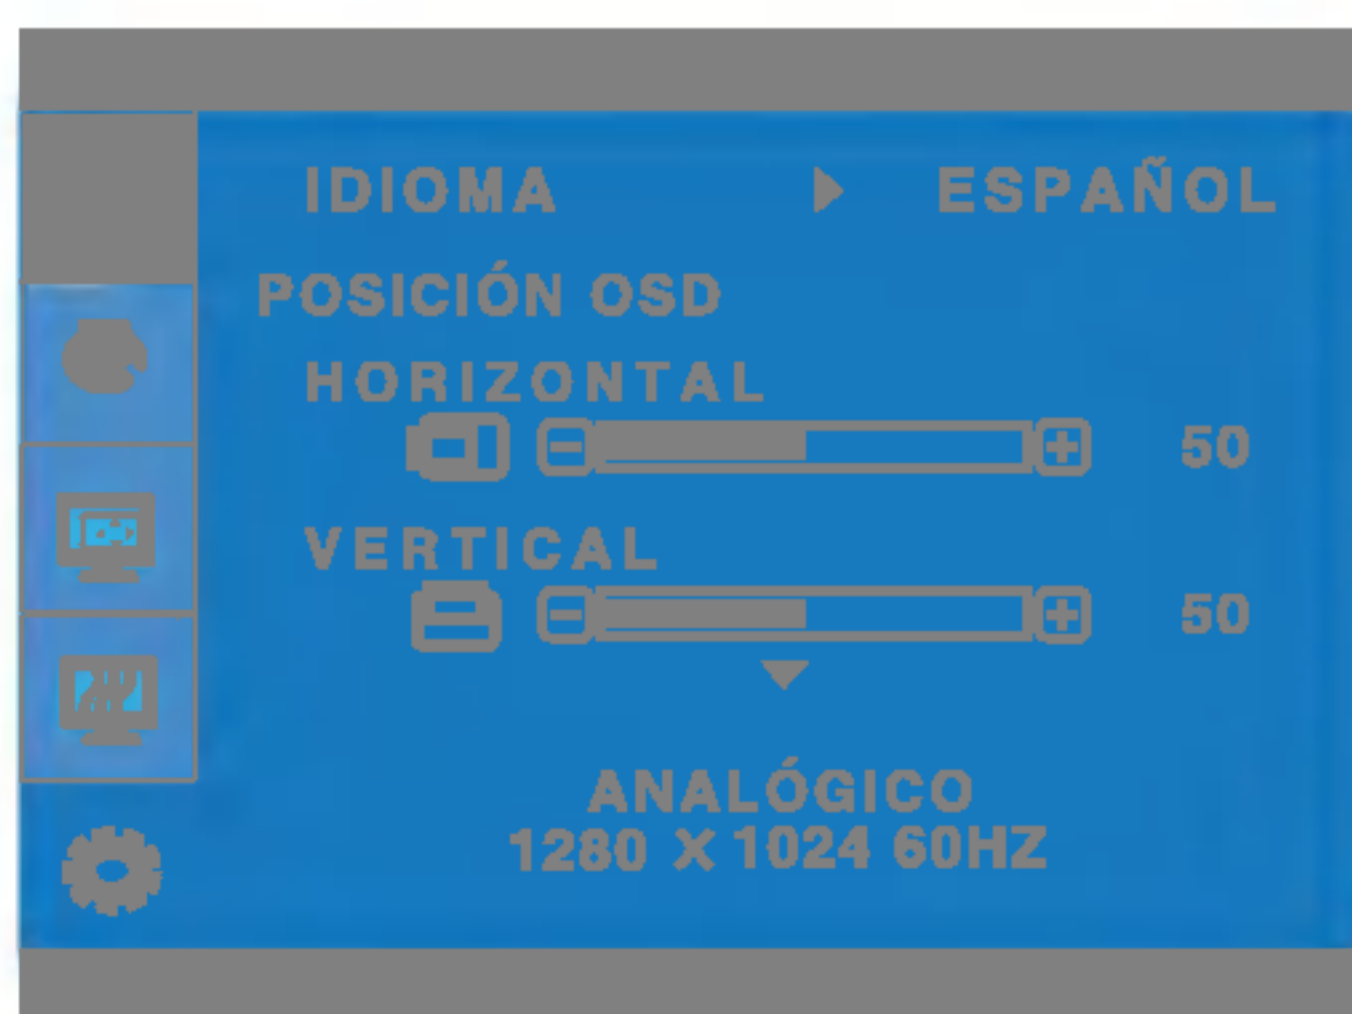 IDIOMA ESPAÑOL
POSICIÓN OSD
HORIZONTAL
50
VERTICAL
50
ANALÓGICO
1280 X 1024 60HZ